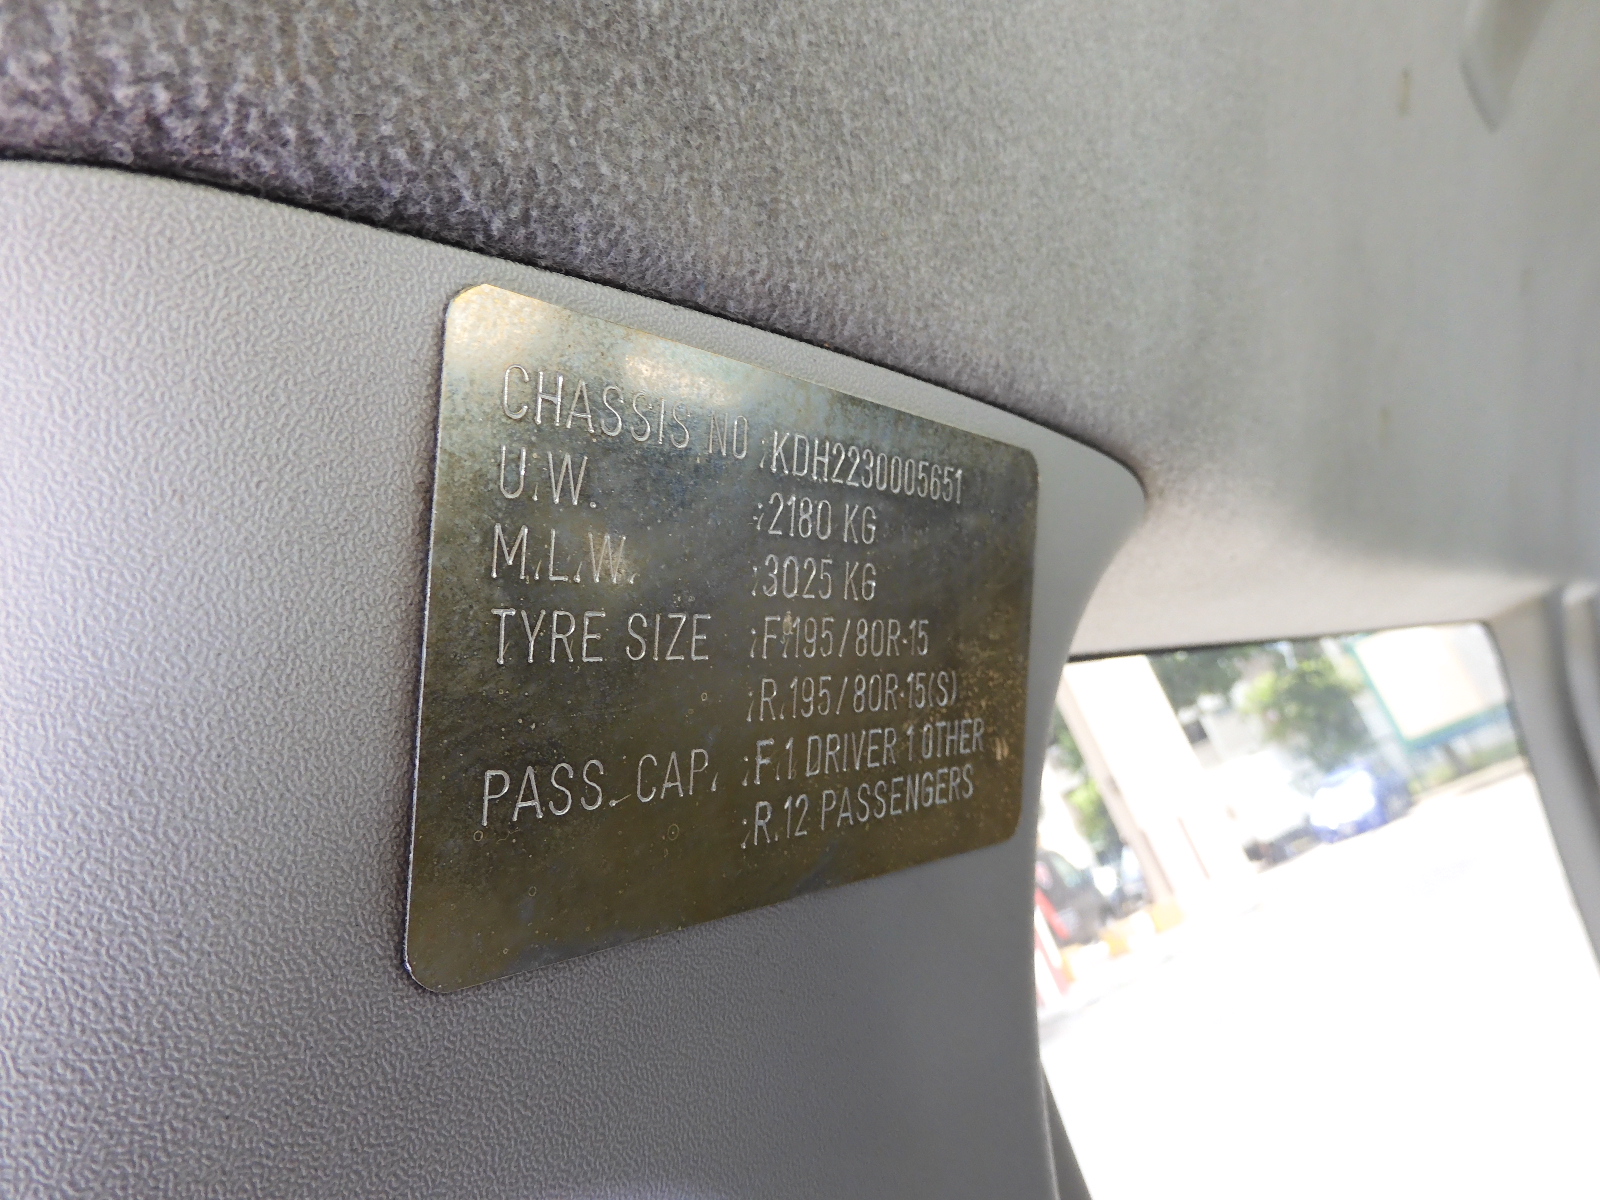 CHASSIS NO :KDH2230005651
U.W. :2180 KG
M.L.W. :3025 KG
TYRE SIZE :F.195/80R-15
:R.195/80R-15(S)
PASS. CAP. :F.1 DRIVER 1 OTHER
:R.12 PASSENGERS